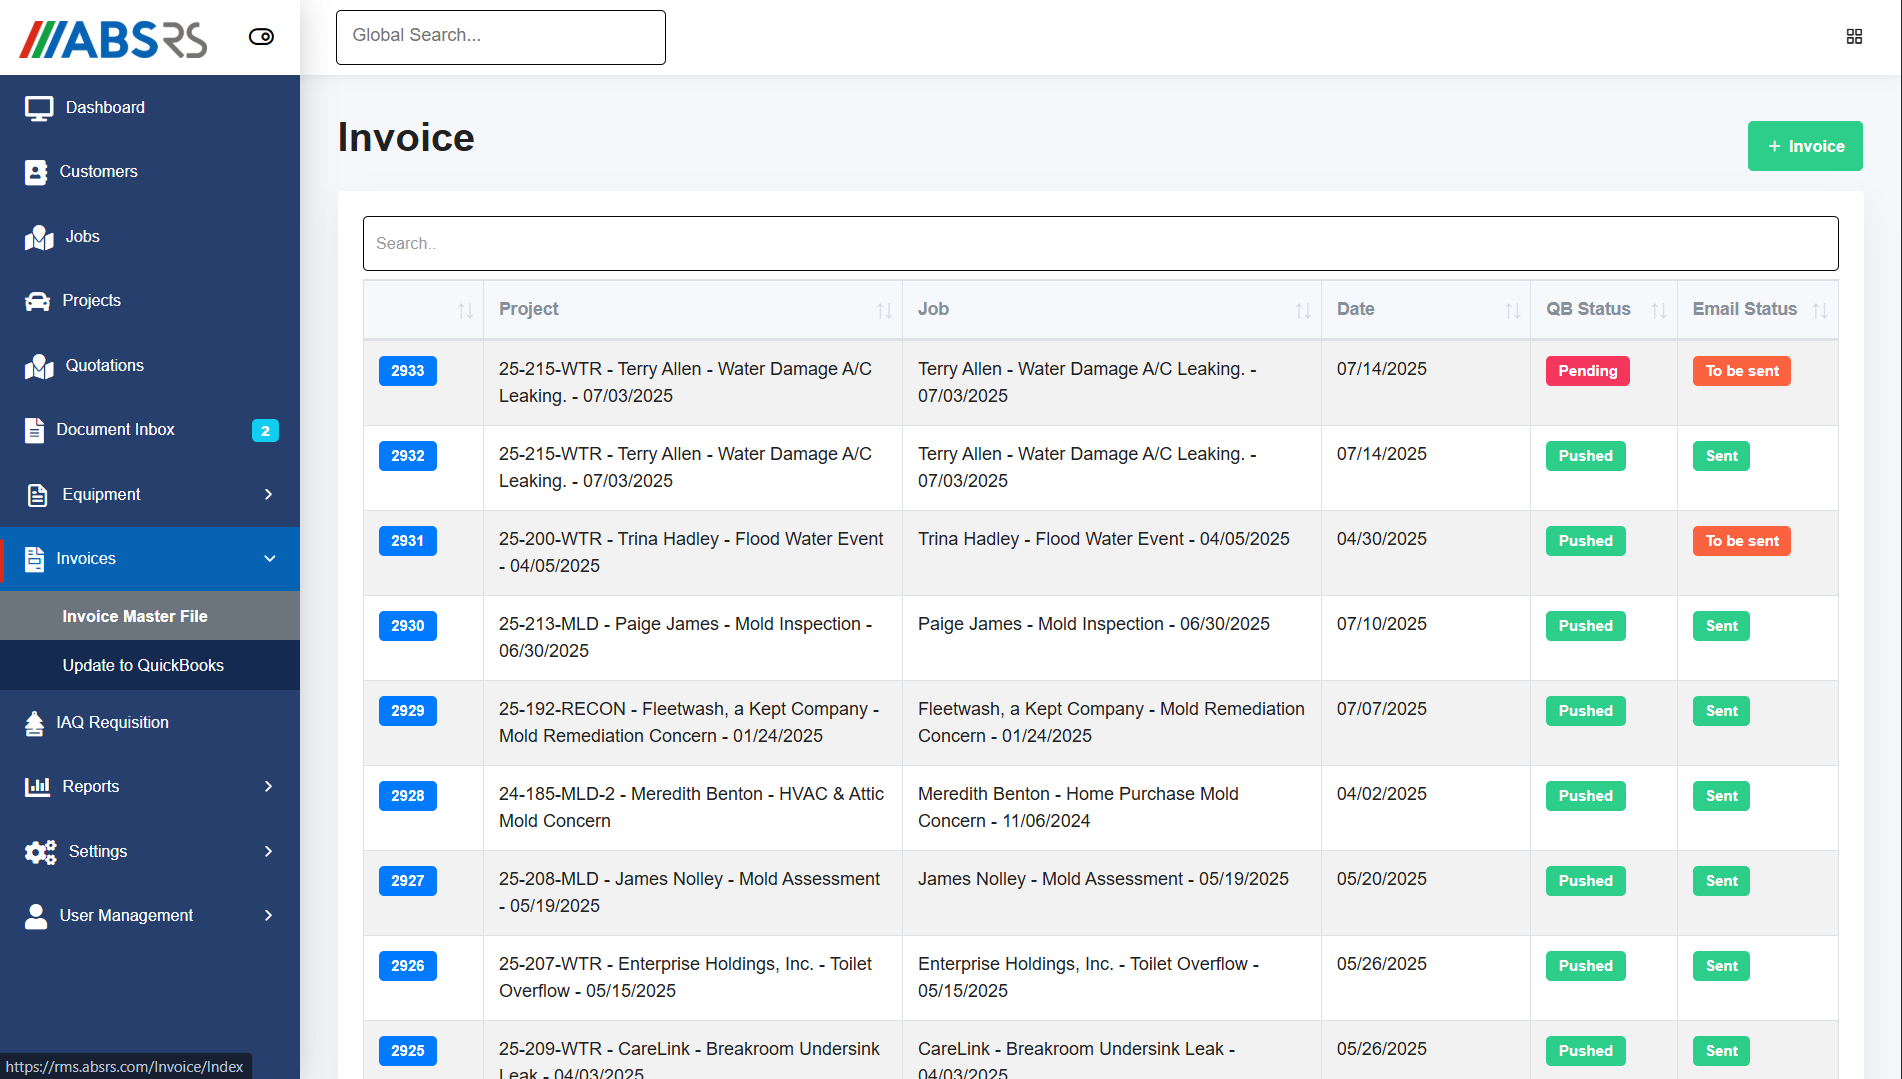 ABSRS
Global Search...
Dashboard
Customers
Jobs
Projects
Quotations
Document Inbox 2
Equipment
Invoices
Invoice Master File
Update to QuickBooks
IAQ Requisition
Reports
Settings
User Management
https://rms.absrs.com/Invoice/Index
Invoice
+ Invoice
Search..
Project Job Date QB Status Email Status
2933 25-215-WTR - Terry Allen - Water Damage A/C Terry Allen - Water Damage A/C Leaking. - 07/14/2025 Pending To be sent
Leaking. - 07/03/2025 07/03/2025
2932 25-215-WTR - Terry Allen - Water Damage A/C Terry Allen - Water Damage A/C Leaking. - 07/14/2025 Pushed Sent
Leaking. - 07/03/2025 07/03/2025
2931 25-200-WTR - Trina Hadley - Flood Water Event Trina Hadley - Flood Water Event - 04/05/2025 04/30/2025 Pushed To be sent
- 04/05/2025
2930 25-213-MLD - Paige James - Mold Inspection - Paige James - Mold Inspection - 06/30/2025 07/10/2025 Pushed Sent
06/30/2025
2929 25-192-RECON - Fleetwash, a Kept Company - Fleetwash, a Kept Company - Mold Remediation 07/07/2025 Pushed Sent
Mold Remediation Concern - 01/24/2025 Concern - 01/24/2025
2928 24-185-MLD-2 - Meredith Benton - HVAC & Attic Meredith Benton - Home Purchase Mold 04/02/2025 Pushed Sent
Mold Concern Concern - 11/06/2024
2927 25-208-MLD - James Nolley - Mold Assessment James Nolley - Mold Assessment - 05/19/2025 05/20/2025 Pushed Sent
- 05/19/2025
2926 25-207-WTR - Enterprise Holdings, Inc. - Toilet Enterprise Holdings, Inc. - Toilet Overflow - 05/26/2025 Pushed Sent
Overflow - 05/15/2025 05/15/2025
2925 25-209-WTR - CareLink - Breakroom Undersink CareLink - Breakroom Undersink Leak - 05/26/2025 Pushed Sent
Leak - 04/03/2025 04/03/2025